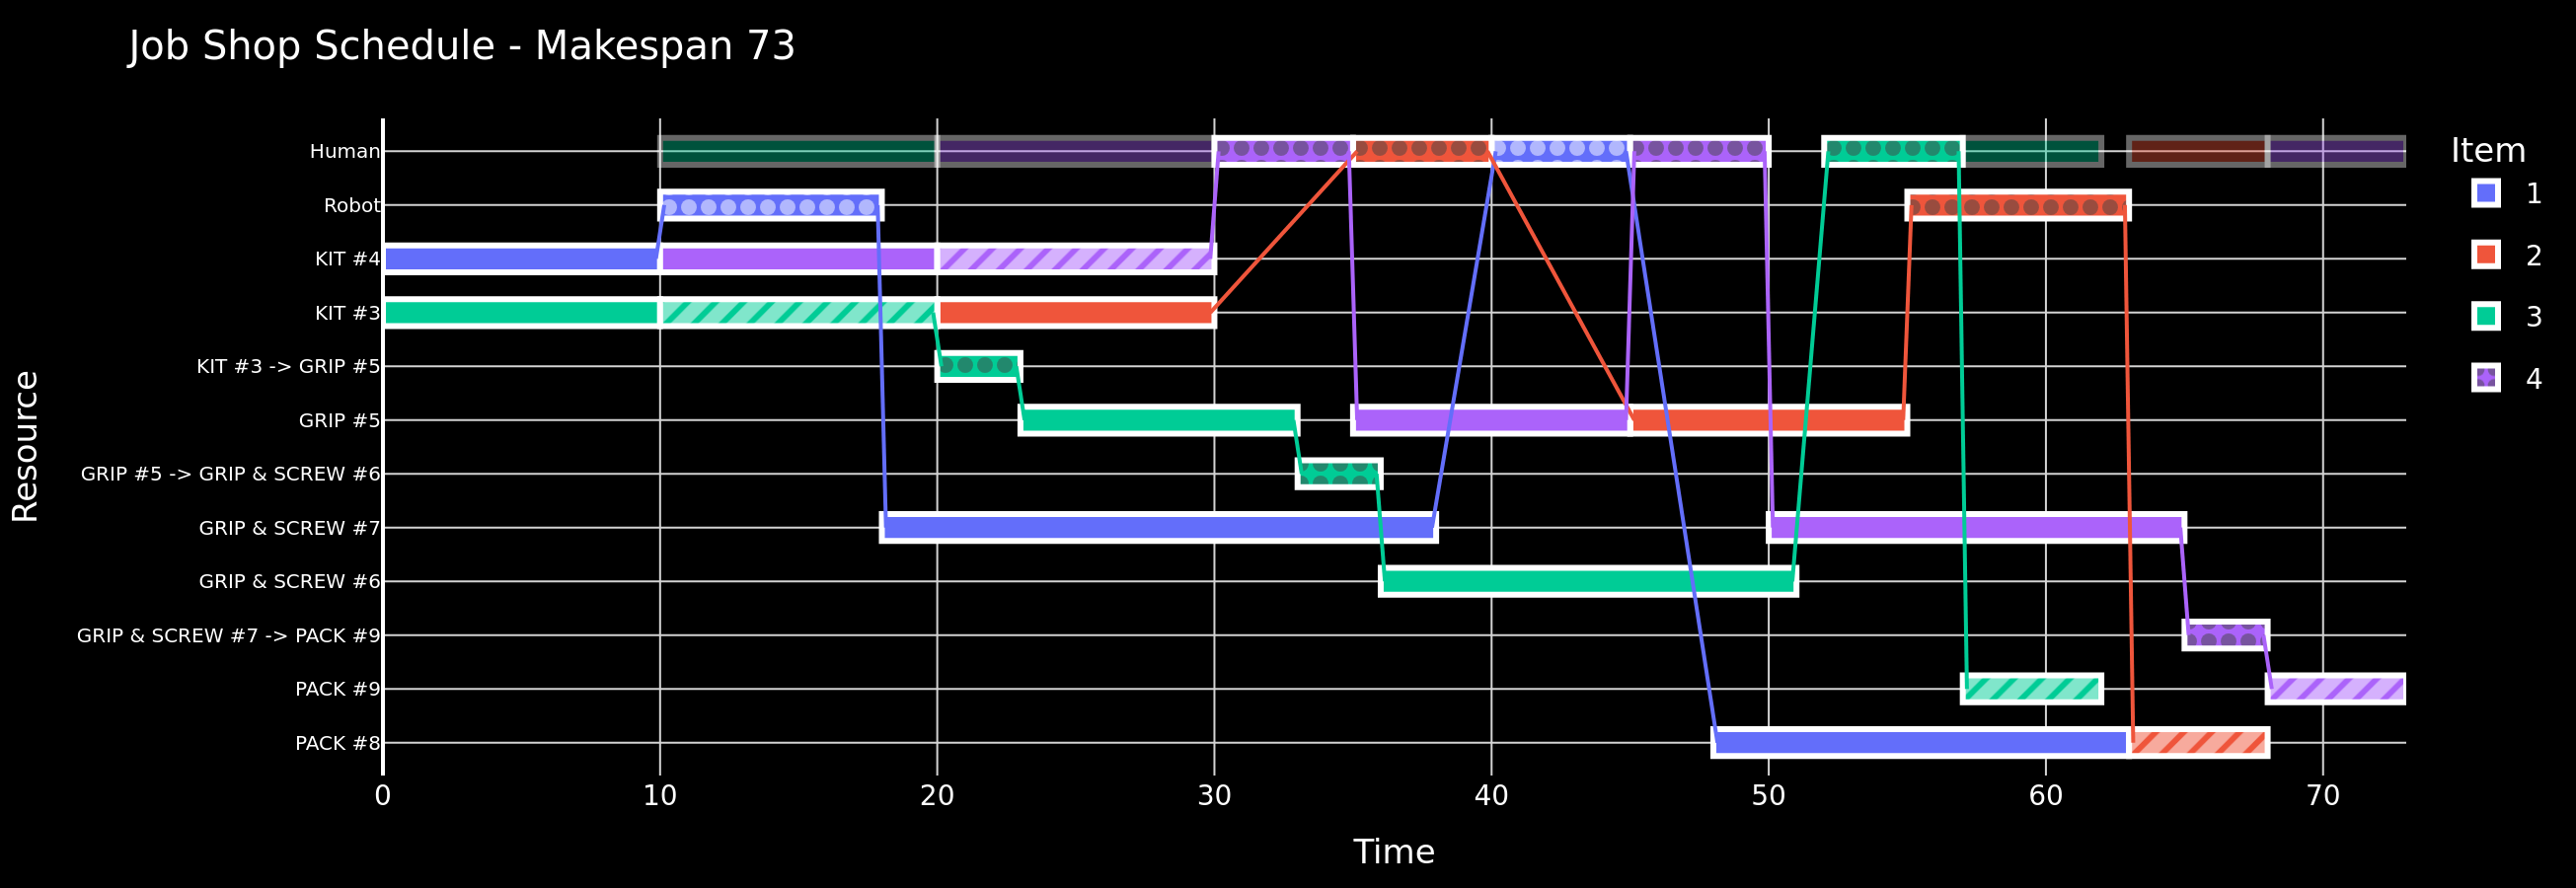 Job Shop Schedule - Makespan 73
Human
Robot
KIT #4
KIT #3
KIT #3 -> GRIP #5
GRIP #5
GRIP #5 -> GRIP & SCREW #6
GRIP & SCREW #7
GRIP & SCREW #6
GRIP & SCREW #7 -> PACK #9
PACK #9
PACK #8
Resource
0 10 20 30 40 50 60 70
Time
Item
1
2
3
4